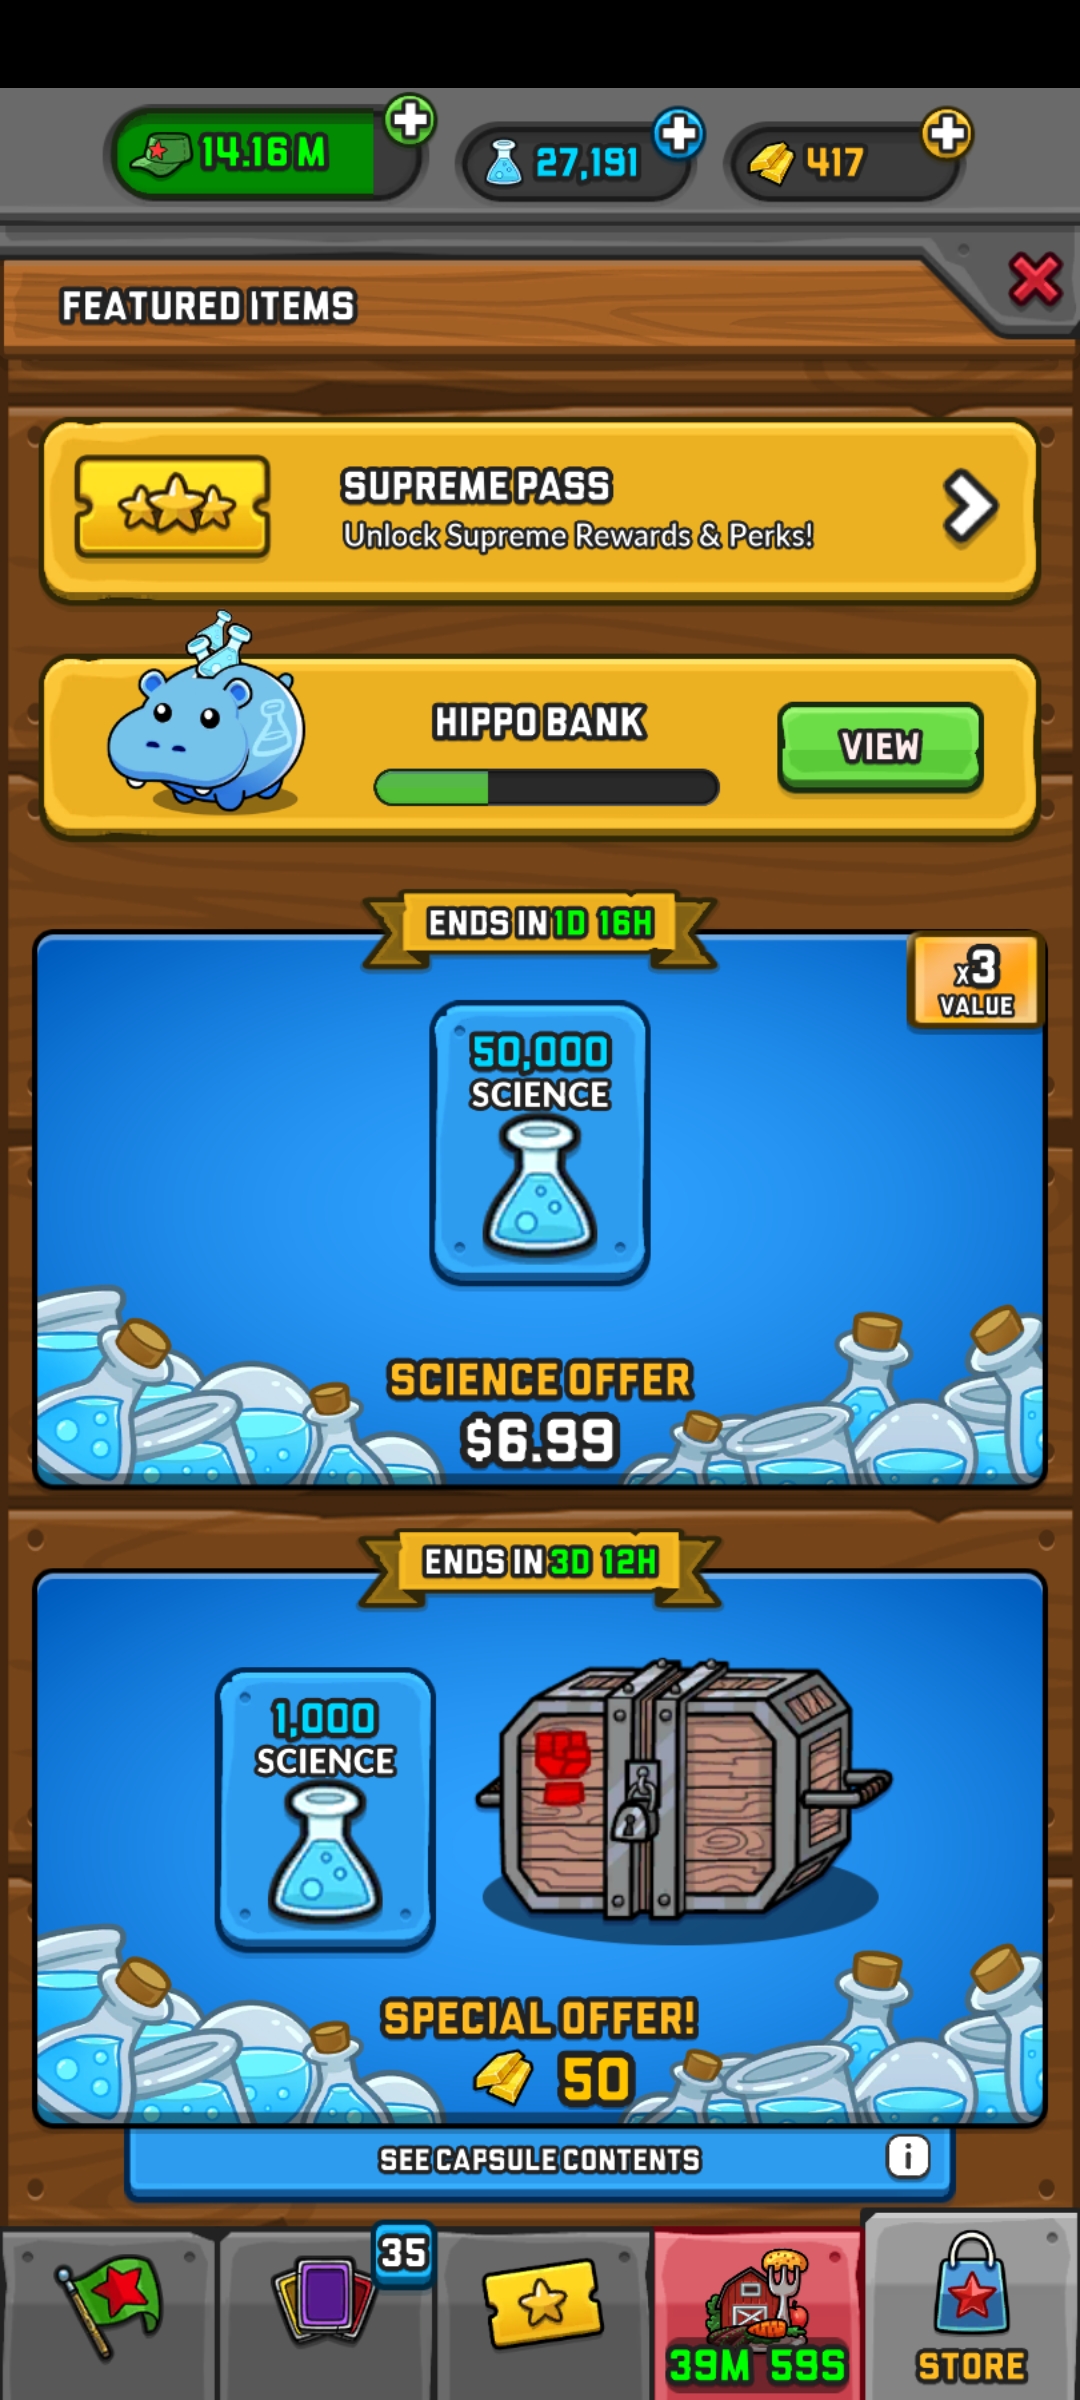 14.16 M
27,191
417
FEATURED ITEMS
SUPREME PASS
Unlock Supreme Rewards & Perks!
HIPPO BANK
VIEW
ENDS IN 1D 16H
x3
VALUE
50,000
SCIENCE
SCIENCE OFFER
$6.99
ENDS IN 3D 12H
1,000
SCIENCE
SPECIAL OFFER!
50
SEE CAPSULE CONTENTS
i
35
39M 59S
STORE